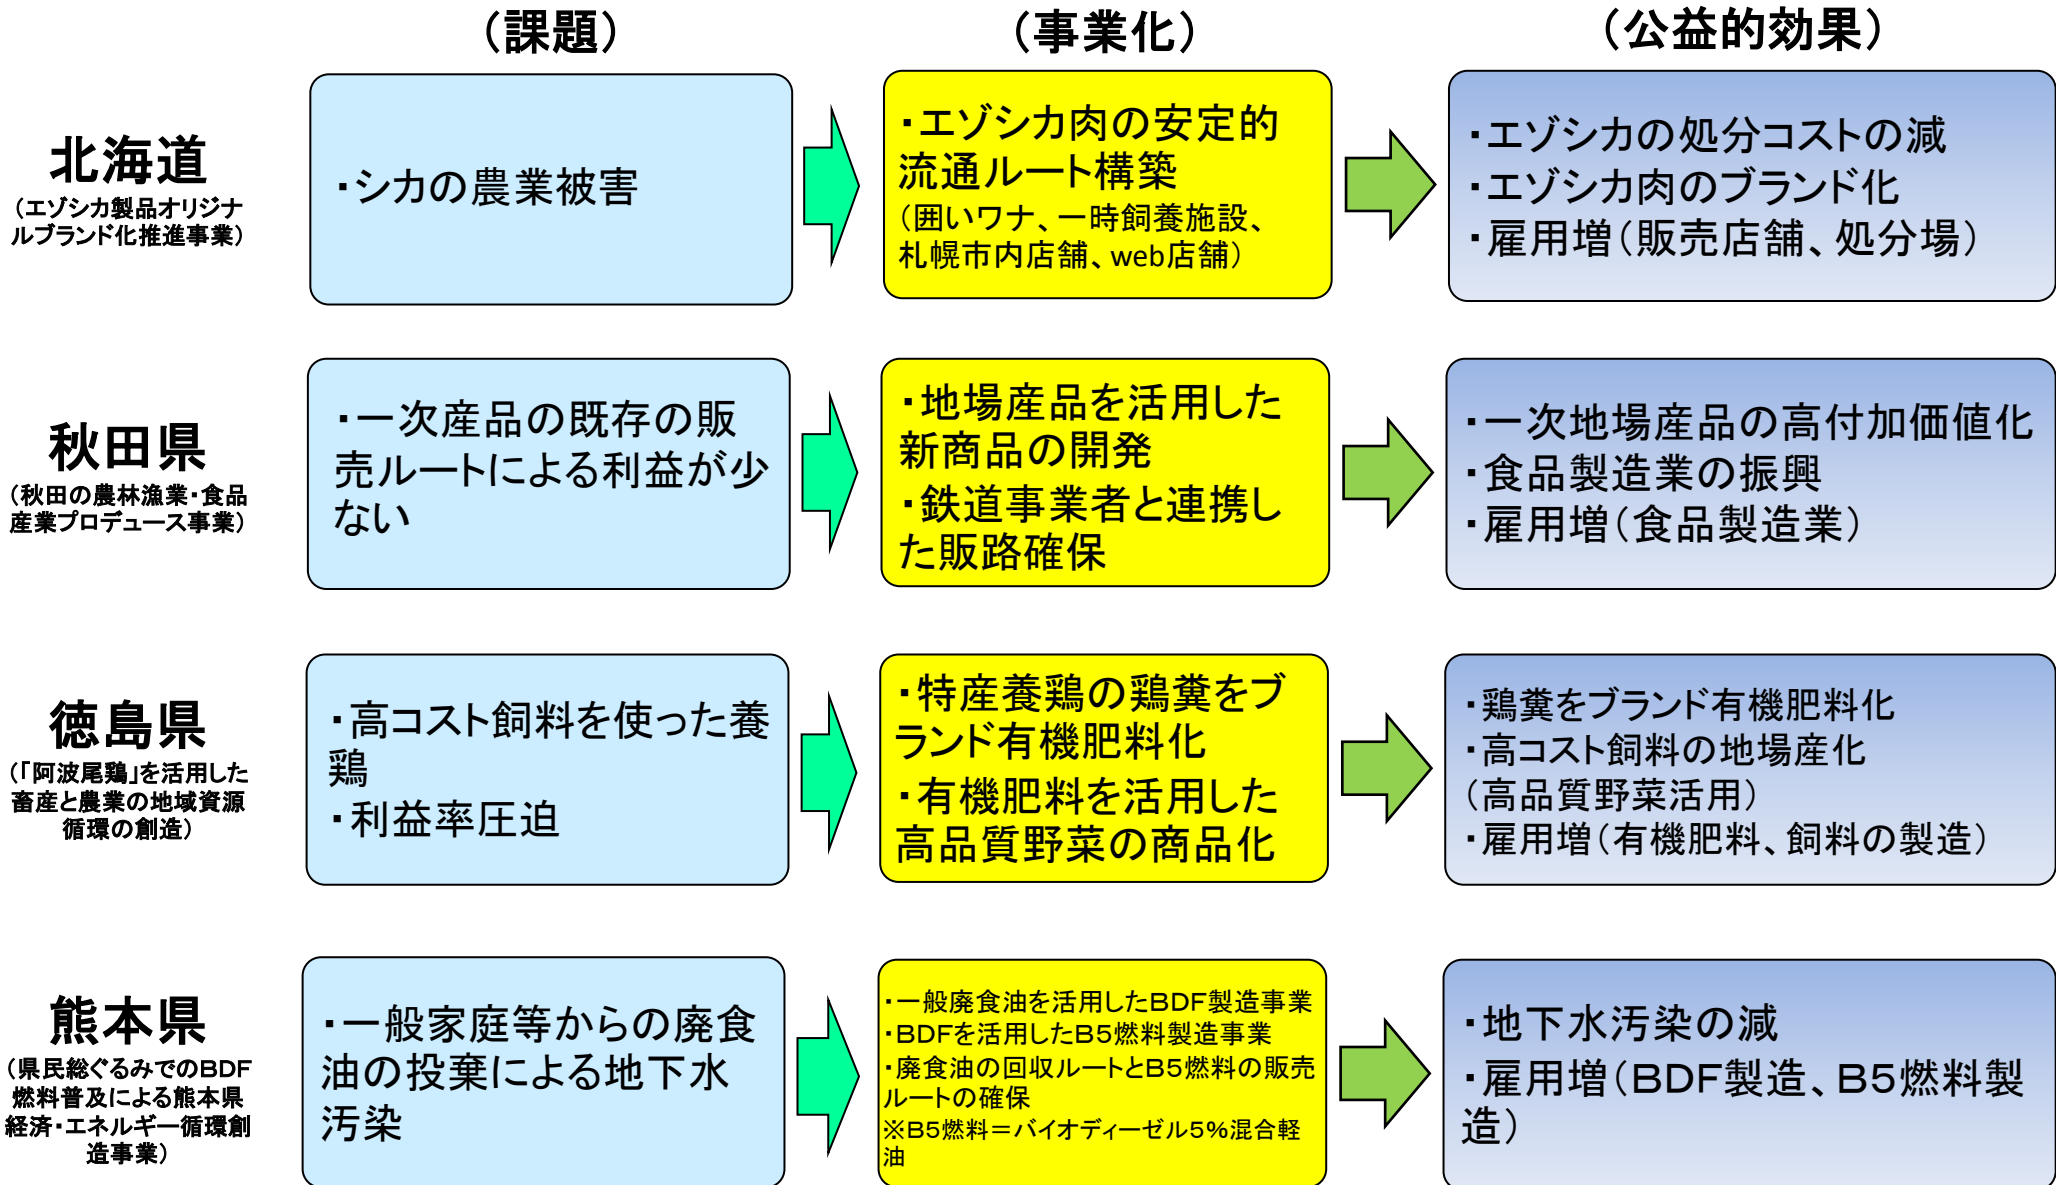 （課題）
（事業化）
（公益的効果）
北海道
（エゾシカ製品オリジナ
ルブランド化推進事業）
・シカの農業被害
・エゾシカ肉の安定的
流通ルート構築
（囲いワナ、一時飼養施設、
札幌市内店舗、web店舗）
・エゾシカの処分コストの減
・エゾシカ肉のブランド化
・雇用増（販売店舗、処分場）
秋田県
（秋田の農林漁業・食品
産業プロデュース事業）
・一次産品の既存の販
売ルートによる利益が少
ない
・地場産品を活用した
新商品の開発
・鉄道事業者と連携し
た販路確保
・一次地場産品の高付加価値化
・食品製造業の振興
・雇用増（食品製造業）
徳島県
（「阿波尾鶏」を活用した
畜産と農業の地域資源
循環の創造）
・高コスト飼料を使った養
鶏
・利益率圧迫
・特産養鶏の鶏糞をブ
ランド有機肥料化
・有機肥料を活用した
高品質野菜の商品化
・鶏糞をブランド有機肥料化
・高コスト飼料の地場産化
（高品質野菜活用）
・雇用増（有機肥料、飼料の製造）
熊本県
（県民総ぐるみでのBDF
燃料普及による熊本県
経済・エネルギー循環創
造事業）
・一般家庭等からの廃食
油の投棄による地下水
汚染
・一般廃食油を活用したBDF製造事業
・BDFを活用したB5燃料製造事業
・廃食油の回収ルートとB5燃料の販売
ルートの確保
※B5燃料＝バイオディーゼル5%混合軽
油
・地下水汚染の減
・雇用増（BDF製造、B5燃料製
造）